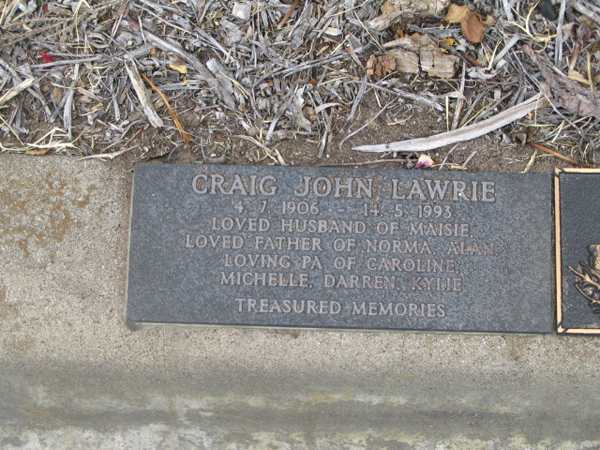 CRAIG JOHN LAWRIE
4. 7. 1906 - 14. 5. 1993
LOVED HUSBAND OF MAISIE,
LOVED FATHER OF NORMA, ALAN
LOVING PA OF CAROLINE,
MICHELLE, DARREN, KYLIE
TREASURED MEMORIES